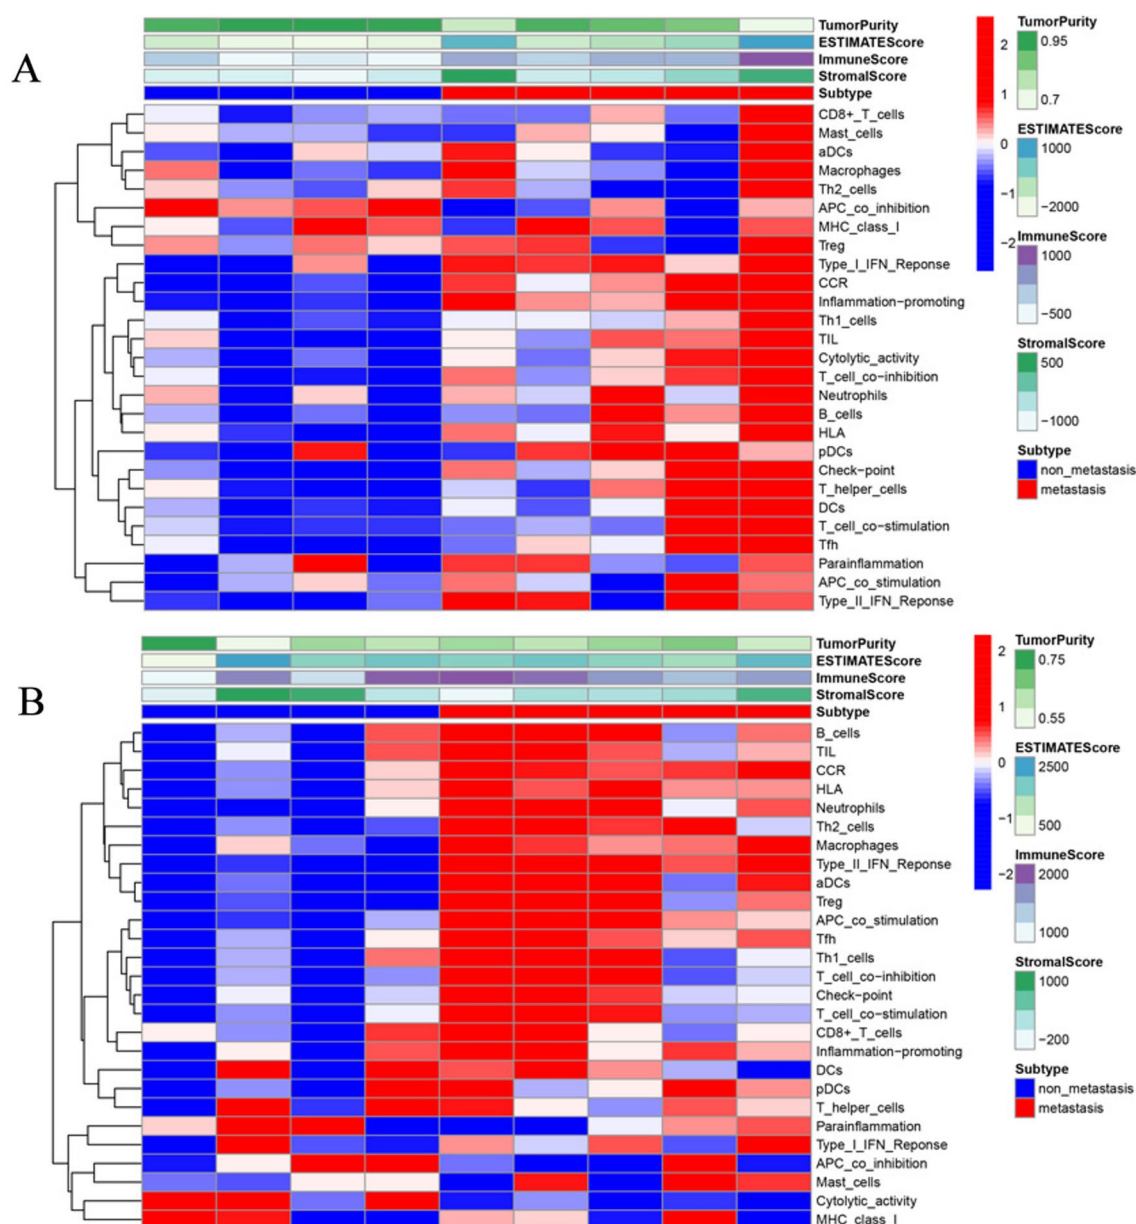 A
TumorPurity
ESTIMATEScore
ImmuneScore
StromalScore
Subtype
CD8+_T_cells
Mast_cells
aDCs
Macrophages
Th2_cells
APC_co_inhibition
MHC_class_I
Treg
Type_I_IFN_Reponse
CCR
Inflammation-promoting
Th1_cells
TIL
Cytolytic_activity
T_cell_co-inhibition
Neutrophils
B_cells
HLA
pDCs
Check-point
T_helper_cells
DCs
T_cell_co-stimulation
Tfh
Parainflammation
APC_co_stimulation
Type_II_IFN_Reponse
2
1
0
-1
-2
TumorPurity
0.95
0.7
ESTIMATEScore
1000
-2000
ImmuneScore
1000
-500
StromalScore
500
-1000
Subtype
non_metastasis
metastasis
B
TumorPurity
ESTIMATEScore
ImmuneScore
StromalScore
Subtype
B_cells
TIL
CCR
HLA
Neutrophils
Th2_cells
Macrophages
Type_II_IFN_Reponse
aDCs
Treg
APC_co_stimulation
Tfh
Th1_cells
T_cell_co-inhibition
Check-point
T_cell_co-stimulation
CD8+_T_cells
Inflammation-promoting
DCs
pDCs
T_helper_cells
Parainflammation
Type_I_IFN_Reponse
APC_co_inhibition
Mast_cells
Cytolytic_activity
MHC_class_I
2
1
0
-1
-2
TumorPurity
0.75
0.55
ESTIMATEScore
2500
500
ImmuneScore
2000
1000
StromalScore
1000
-200
Subtype
non_metastasis
metastasis